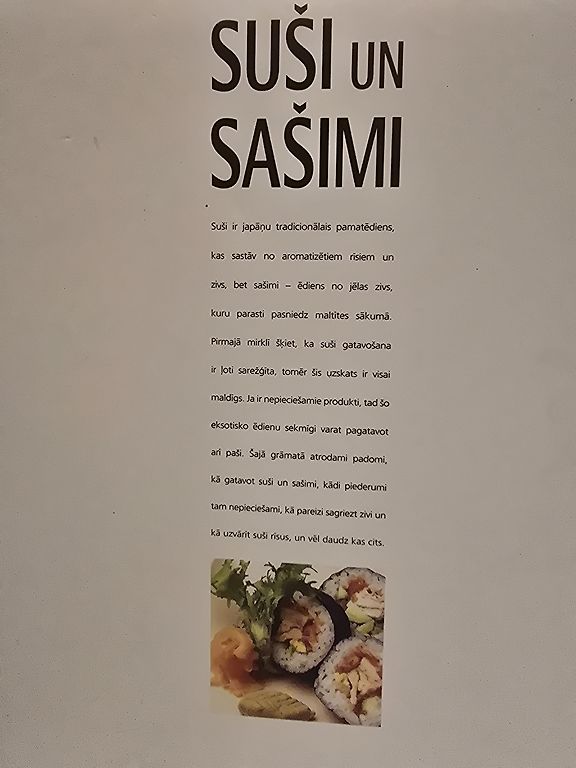 SUŠI UN
SAŠIMI
Suši ir japāņu tradicionālais pamatēdiens,
kas sastāv no aromatizētiem rīsiem un
zivs, bet sašimi – ēdiens no jēlas zivs,
kuru parasti pasniedz maltītes sākumā.
Pirmajā mirklī šķiet, ka suši gatavošana
ir ļoti sarežģīta, tomēr šis uzskats ir visai
maldīgs. Ja ir nepieciešamie produkti, tad šo
eksotisko ēdienu sekmīgi varat pagatavot
arī paši. Šajā grāmatā atrodami padomi,
kā gatavot suši un sašimi, kādi piederumi
tam nepieciešami, kā pareizi sagriezt zivi un
kā uzvārīt suši rīsus, un vēl daudz kas cits.